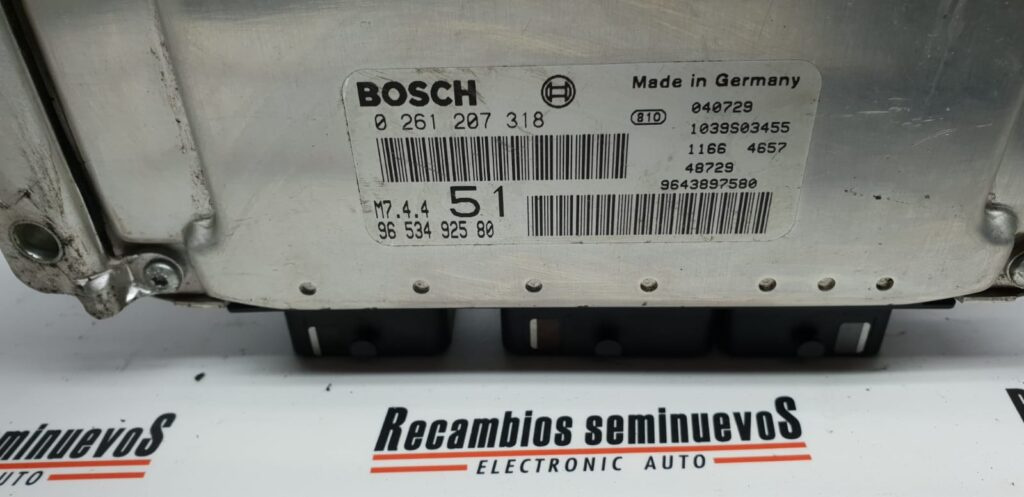 BOSCH
Made in Germany
0 261 207 318
810
040729
1039S03455
1166 4657
48729
9643897580
M7.4.4 51
96 534 925 80
eminuevoS
AUTO
Recambios seminuevoS
ELECTRONIC AUTO